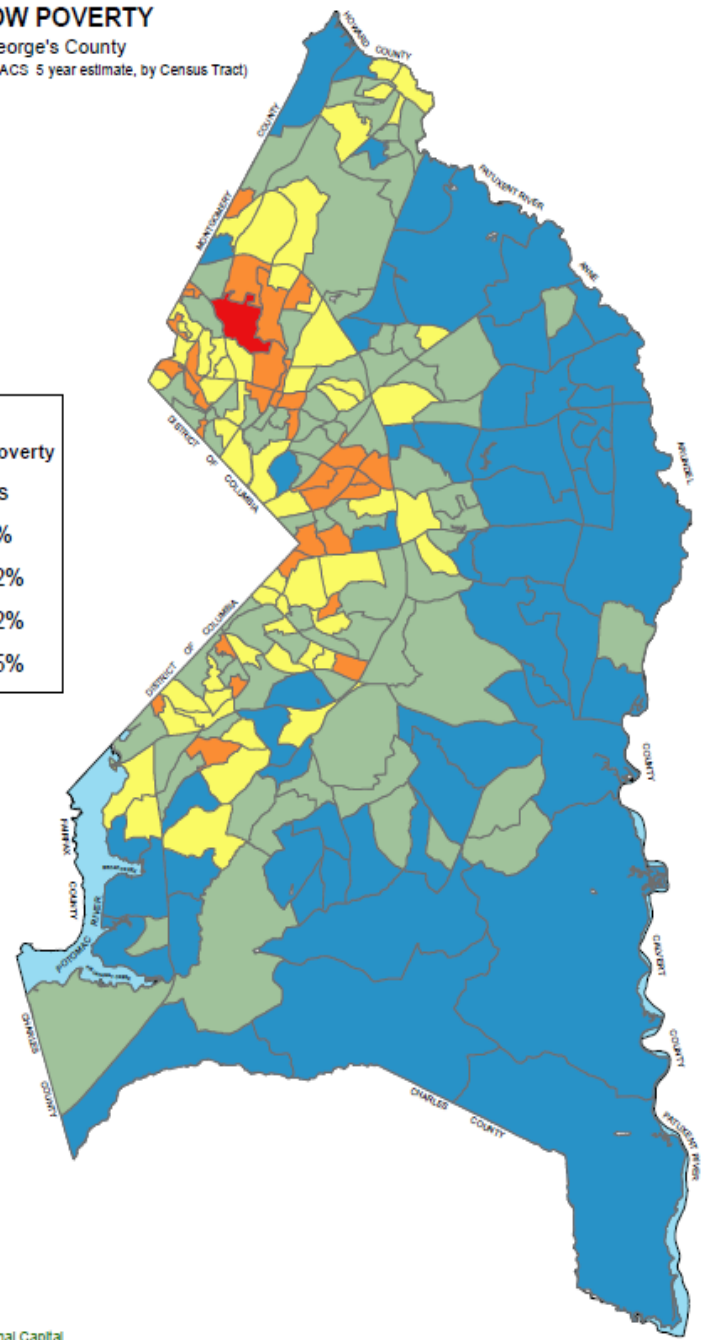 OW POVERTY
eorge's County
ACS 5 year estimate, by Census Tract)
HOWARD COUNTY
COUNTY
MONTGOMERY
PATUXENT RIVER
ANNE
ARUNDEL
DISTRICT OF COLUMBIA
overty
s
%
2%
2%
5%
DISTRICT OF COLUMBIA
COUNTY
FAIRFAX
COUNTY
POTOMAC RIVER
CALVERT
CHARLES
COUNTY
COUNTY
CHARLES COUNTY
PATUXENT RIVER
nal Capital